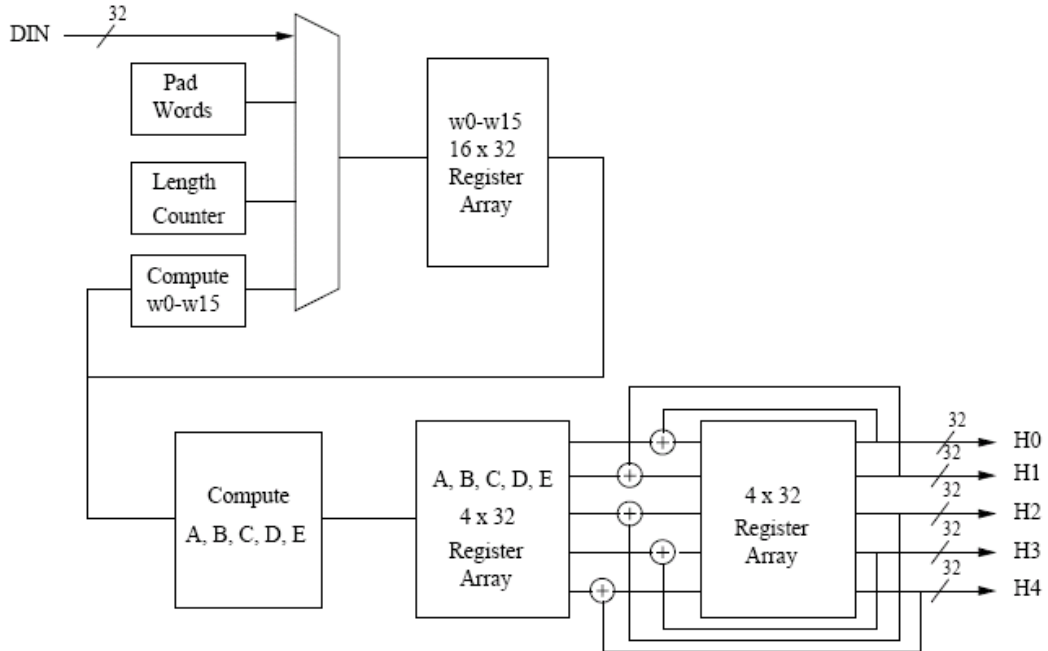 DIN
32
Pad
Words
Length
Counter
Compute
w0-w15
w0-w15
16 x 32
Register
Array
Compute
A, B, C, D, E
A, B, C, D, E
4 x 32
Register
Array
4 x 32
Register
Array
32
H0
32
H1
32
H2
32
H3
32
H4